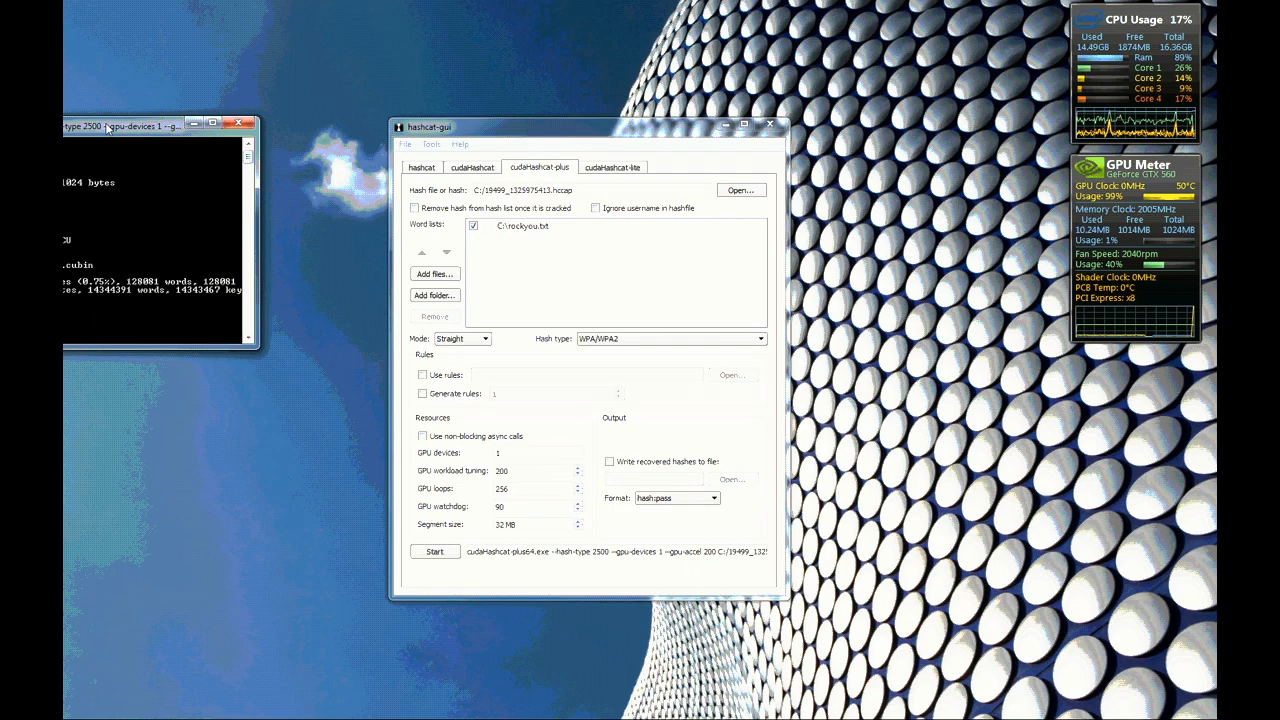 -type 2500 --gpu-devices 1 --g...
1024 bytes
CU
.cubin
es (0.75%), 128081 words, 128081
es, 14344391 words, 14343467 key
hashcat-gui
File Tools Help
hashcat cudaHashcat cudaHashcat-plus cudaHashcat-lite
Hash file or hash: C:/19499_1325975413.hccap Open...
Remove hash from hash list once it is cracked Ignore username in hashfile
Word lists: C:\rockyou.txt
Add files...
Add folder...
Remove
Mode: Straight Hash type: WPA/WPA2
Rules
Use rules: Open...
Generate rules: 1
Resources Output
Use non-blocking async calls
GPU devices: 1
Write recovered hashes to file:
GPU workload tuning: 200
Open...
GPU loops: 256
Format: hash:pass
GPU watchdog: 90
Segment size: 32 MB
Start cudaHashcat-plus64.exe --hash-type 2500 --gpu-devices 1 --gpu-accel 200 C:/19499_132!
CPU Usage 17%
Used Free Total
14.49GB 1874MB 16.36GB
Ram 89%
Core 1 26%
Core 2 14%
Core 3 9%
Core 4 17%
GPU Meter
GeForce GTX 560
GPU Clock: 0MHz 50°C
Usage: 99%
Memory Clock: 2005MHz
Used Free Total
10.24MB 1014MB 1024MB
Usage: 1%
Fan Speed: 2040rpm
Usage: 40%
Shader Clock: 0MHz
PCB Temp: 0°C
PCI Express: x8